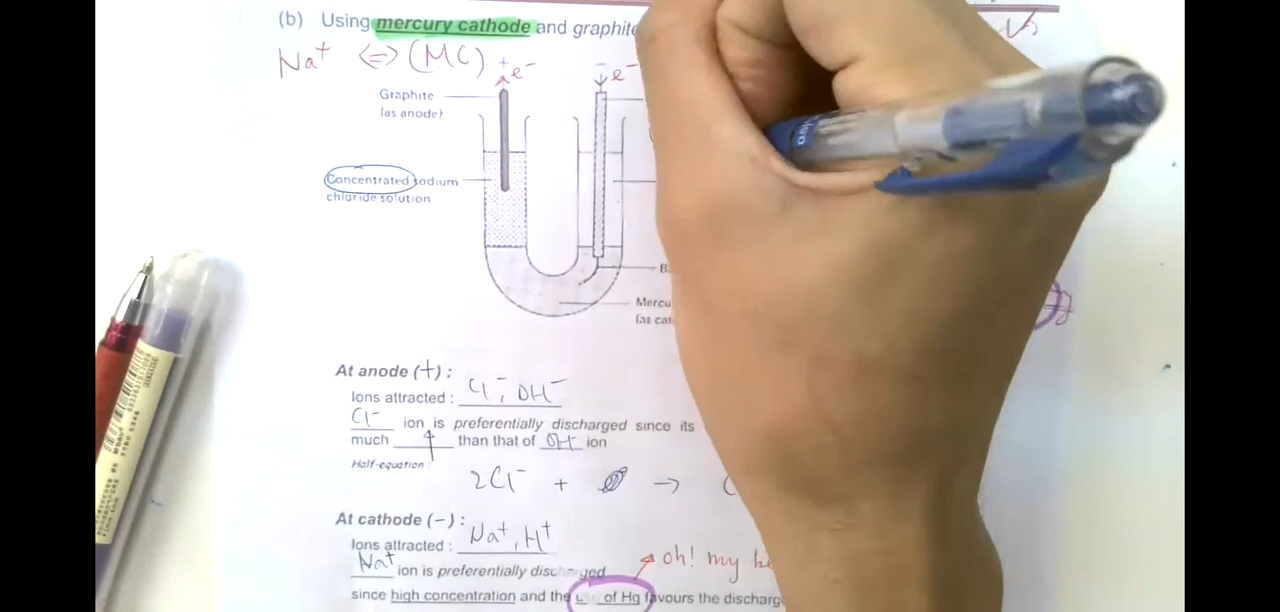 (b) Using mercury cathode and graphite
Na⁺ ⇔ (MC)
+ e⁻
− e⁻
Graphite
(as anode)
Concentrated sodium
chloride solution
Mercu
(as cat
At anode (+) :
Ions attracted : Cl⁻, OH⁻
Cl⁻ ion is preferentially discharged since its
much ↑ than that of OH⁻ ion
Half-equation
2Cl⁻ + →
At cathode (−) :
Ions attracted : Na⁺, H⁺
Na⁺ ion is preferentially discharged
oh! my
since high concentration and the of Hg favours the discharg